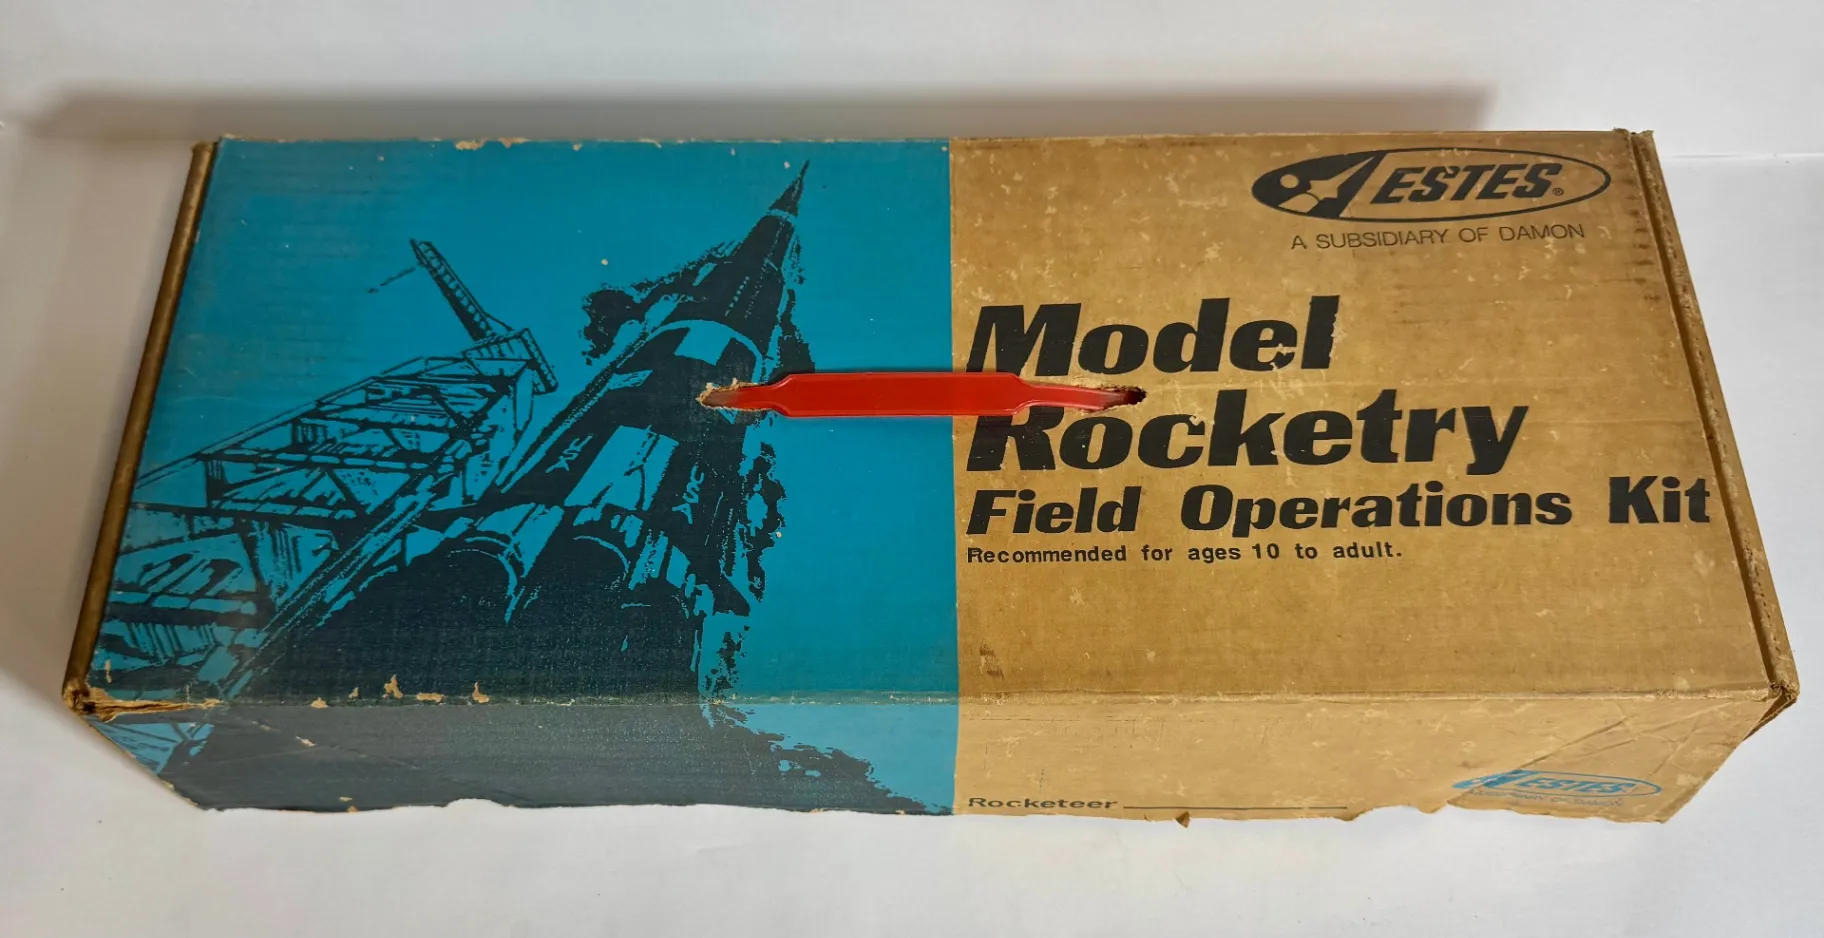 ESTES®
A SUBSIDIARY OF DAMON
Model
Rocketry
Field Operations Kit
Recommended for ages 10 to adult.
Rocketeer
ESTES